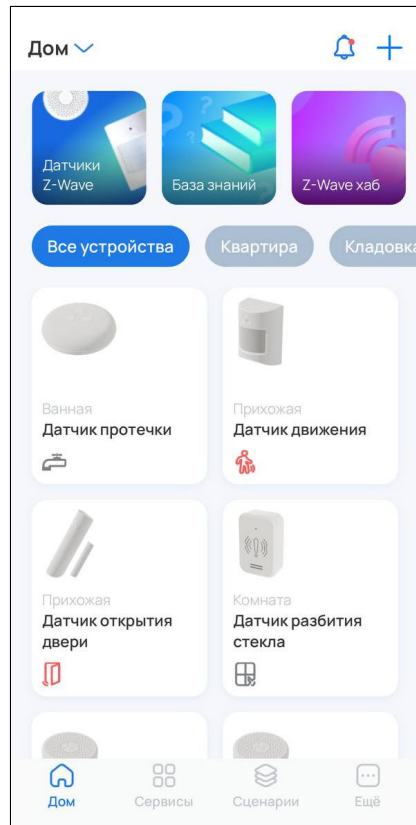 Дом
Датчики
Z-Wave
База знаний
Z-Wave хаб
Все устройства
Квартира
Кладовка
Ванная
Датчик протечки
Прихожая
Датчик движения
Прихожая
Датчик открытия
двери
Комната
Датчик разбития
стекла
Дом
Сервисы
Сценарии
Ещё